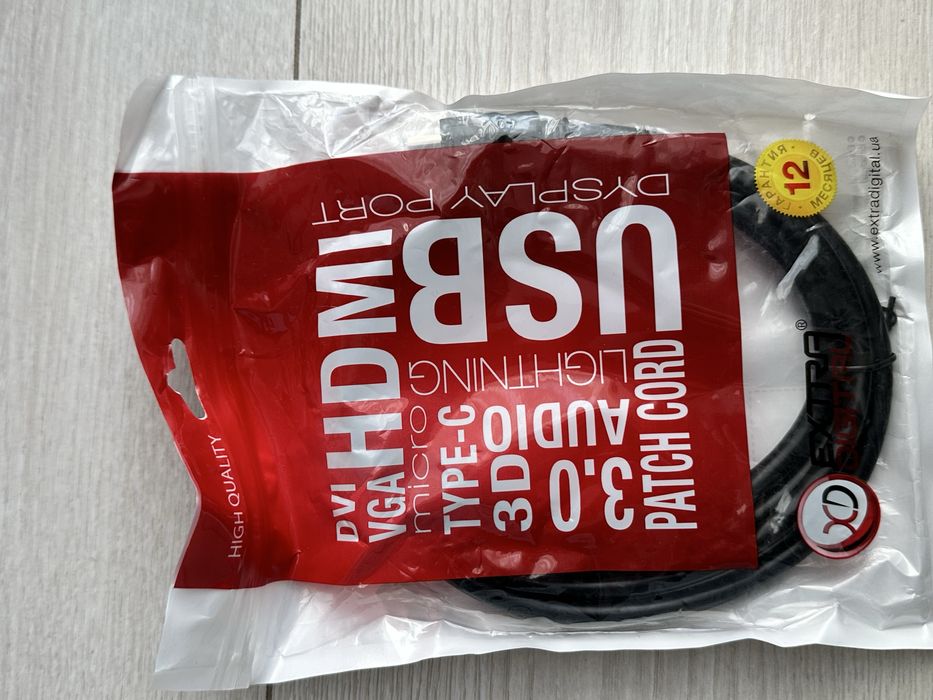 HIGH QUALITY
DVI
VGA
HDMI
micro
TYPE-C
3D
3.0
PATCH CORD
DYSPLAY PORT
USB
LIGHTNING
AUDIO
12
МЕСЯЦЕВ
ГАРАНТИЯ
www.extradigital.ua
EXTRA®
DIGITAL
XD